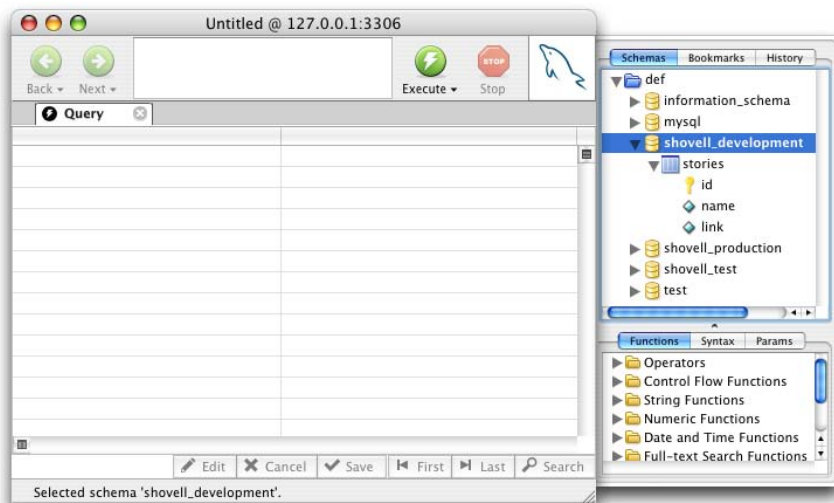 Untitled @ 127.0.0.1:3306
Back Next Execute STOP Stop
Query
Edit Cancel Save First Last Search
Selected schema 'shovell_development'.
Schemas Bookmarks History
def
information_schema
mysql
shovell_development
stories
id
name
link
shovell_production
shovell_test
test
Functions Syntax Params
Operators
Control Flow Functions
String Functions
Numeric Functions
Date and Time Functions
Full-text Search Functions